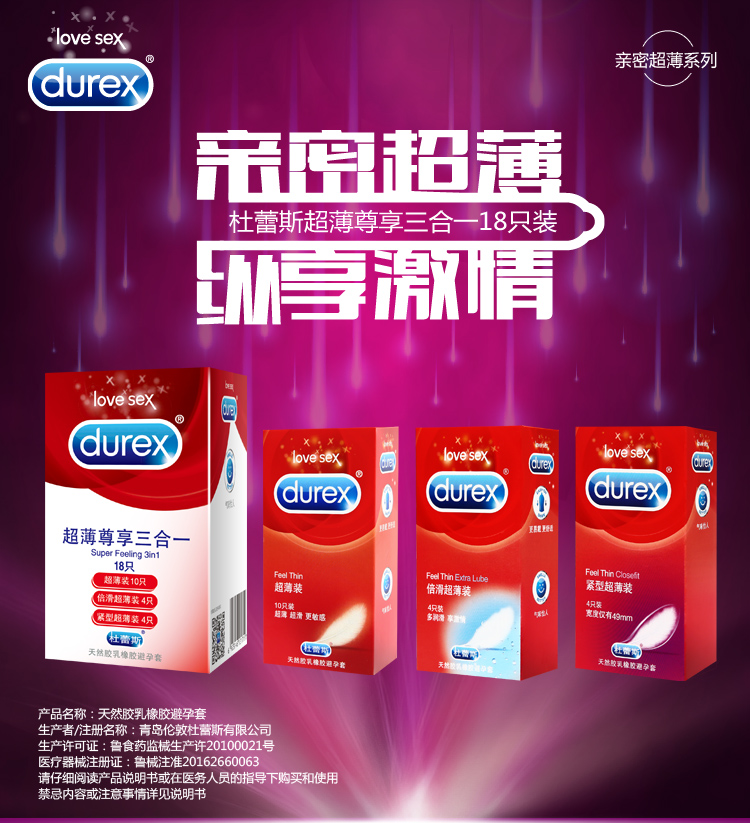 love sex
durex®
亲密超薄系列
亲密超薄
杜蕾斯超薄尊享三合一18只装
纵享激情
love sex
durex®
超薄尊享三合一
Super Feeling 3in1
18只
超薄装10只
倍滑超薄装 4只
紧型超薄装 4只
杜蕾斯®
天然胶乳橡胶避孕套
love sex
durex
love sex
durex®
durex
Feel Thin
超薄装
10只装
超薄 超滑 更敏感
杜蕾斯
天然胶乳橡胶避孕套
love sex
durex®
durex
Feel Thin Extra Lube
倍滑超薄装
4只装
杜蕾斯
天然胶乳橡胶避孕套
love sex
durex®
durex
Feel Thin Closefit
紧型超薄装
4只装
宽度仅有49mm
杜蕾斯
天然胶乳橡胶避孕套
产品名称：天然胶乳橡胶避孕套
生产者/注册名称：青岛伦敦杜蕾斯有限公司
生产许可证：鲁食药监械生产许20100021号
医疗器械注册证：鲁械注准20162660063
请仔细阅读产品说明书或在医务人员的指导下购买和使用
禁忌内容或注意事情详见说明书